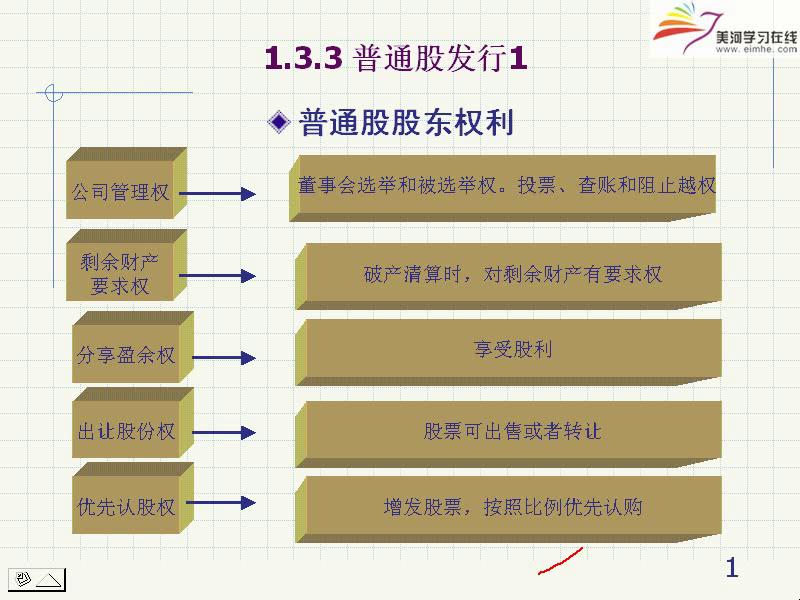 美河学习在线
www.eimhe.com
1.3.3 普通股发行1
普通股股东权利
公司管理权
董事会选举和被选举权。投票、查账和阻止越权
剩余财产
要求权
破产清算时，对剩余财产有要求权
分享盈余权
享受股利
出让股份权
股票可出售或者转让
优先认股权
增发股票，按照比例优先认购
1